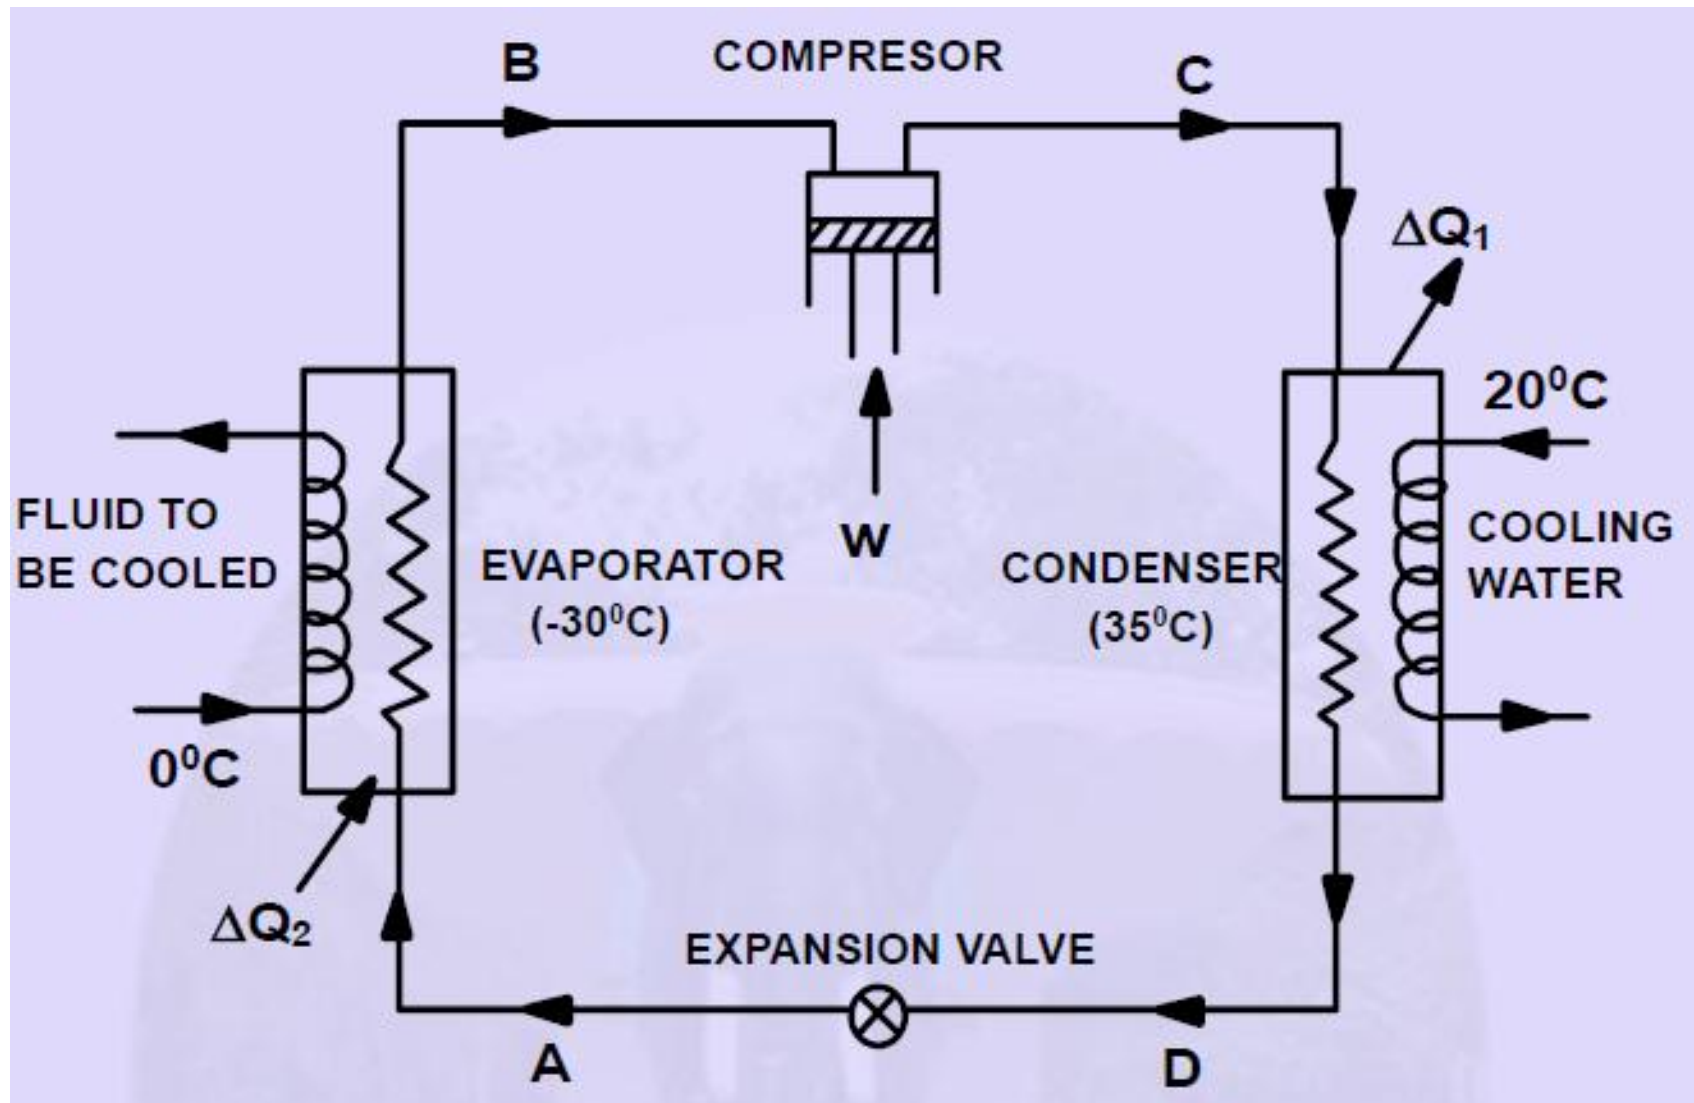 B
COMPRESOR
C
ΔQ₁
20⁰C
FLUID TO
BE COOLED
EVAPORATOR
(-30⁰C)
W
CONDENSER
(35⁰C)
COOLING
WATER
0⁰C
ΔQ₂
EXPANSION VALVE
A
D